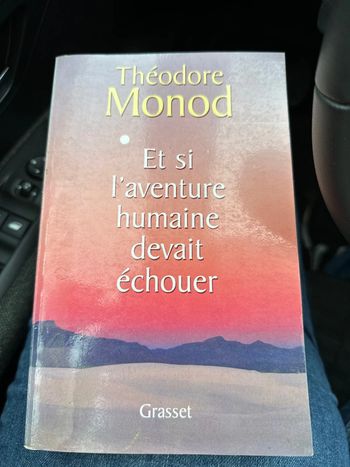 Théodore
Monod
Et si
l'aventure
humaine
devait
échouer
Grasset